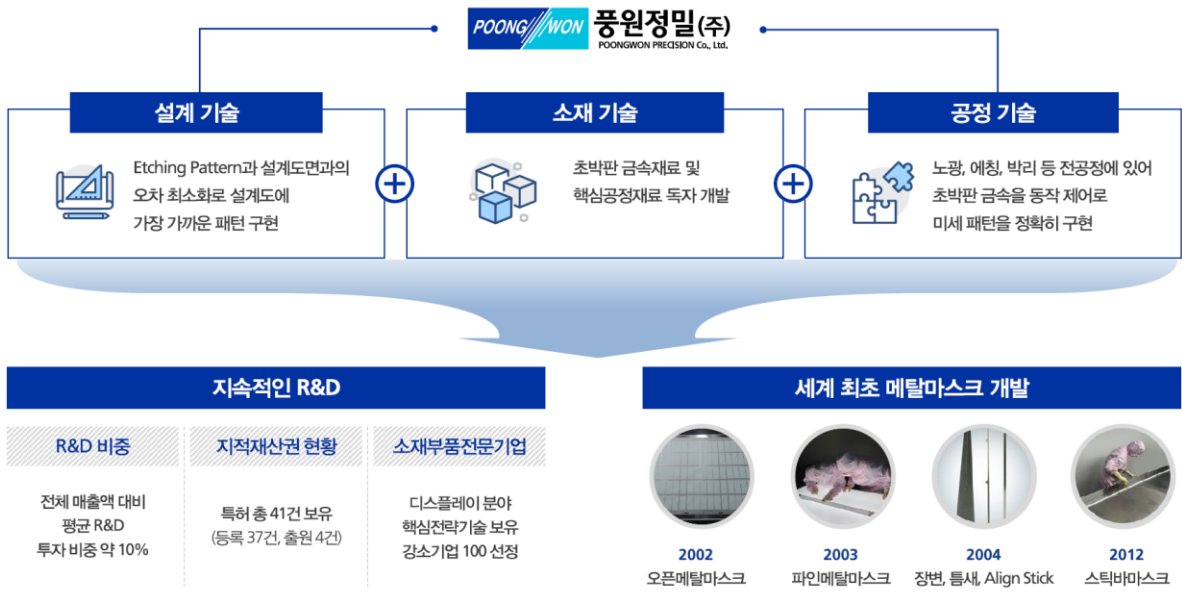 POONG WON 풍원정밀(주)
POONGWON PRECISION Co., Ltd.
설계 기술
Etching Pattern과 설계도면과의
오차 최소화로 설계도에
가장 가까운 패턴 구현
소재 기술
초박판 금속재료 및
핵심공정재료 독자 개발
공정 기술
노광, 에칭, 박리 등 전공정에 있어
초박판 금속을 동작 제어로
미세 패턴을 정확히 구현
지속적인 R&D
R&D 비중
전체 매출액 대비
평균 R&D
투자 비중 약 10%
지적재산권 현황
특허 총 41건 보유
(등록 37건, 출원 4건)
소재부품전문기업
디스플레이 분야
핵심전략기술 보유
강소기업 100 선정
세계 최초 메탈마스크 개발
2002
오픈메탈마스크
2003
파인메탈마스크
2004
장변, 틈새, Align Stick
2012
스틱바마스크